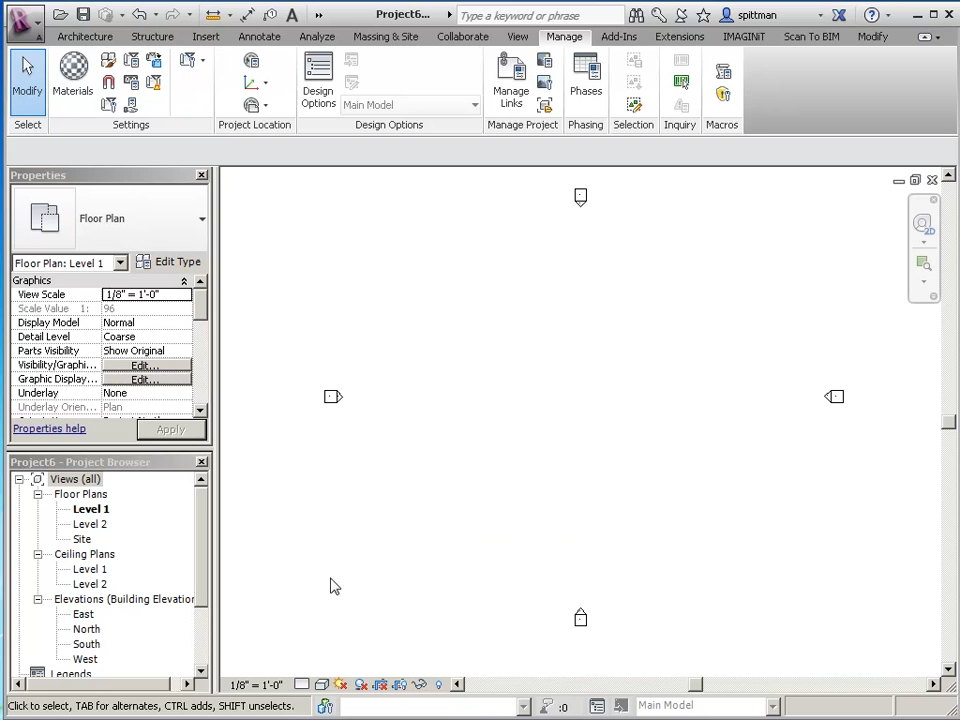 Project6...
Type a keyword or phrase
spittman
Architecture Structure Insert Annotate Analyze Massing & Site Collaborate View Manage Add-Ins Extensions IMAGINiT Scan To BIM Modify
Modify
Materials
Design Options
Main Model
Manage Links
Phases
Select
Settings
Project Location
Design Options
Manage Project
Phasing
Selection
Inquiry
Macros
Properties
Floor Plan
Floor Plan: Level 1
Edit Type
Graphics
View Scale 1/8" = 1'-0"
Scale Value 1: 96
Display Model Normal
Detail Level Coarse
Parts Visibility Show Original
Visibility/Graphi... Edit...
Graphic Display... Edit...
Underlay None
Underlay Orien... Plan
Properties help
Apply
Project6 - Project Browser
Views (all)
Floor Plans
Level 1
Level 2
Site
Ceiling Plans
Level 1
Level 2
Elevations (Building Elevation
East
North
South
West
Legends
2D
1/8" = 1'-0"
Click to select, TAB for alternates, CTRL adds, SHIFT unselects.
:0
Main Model